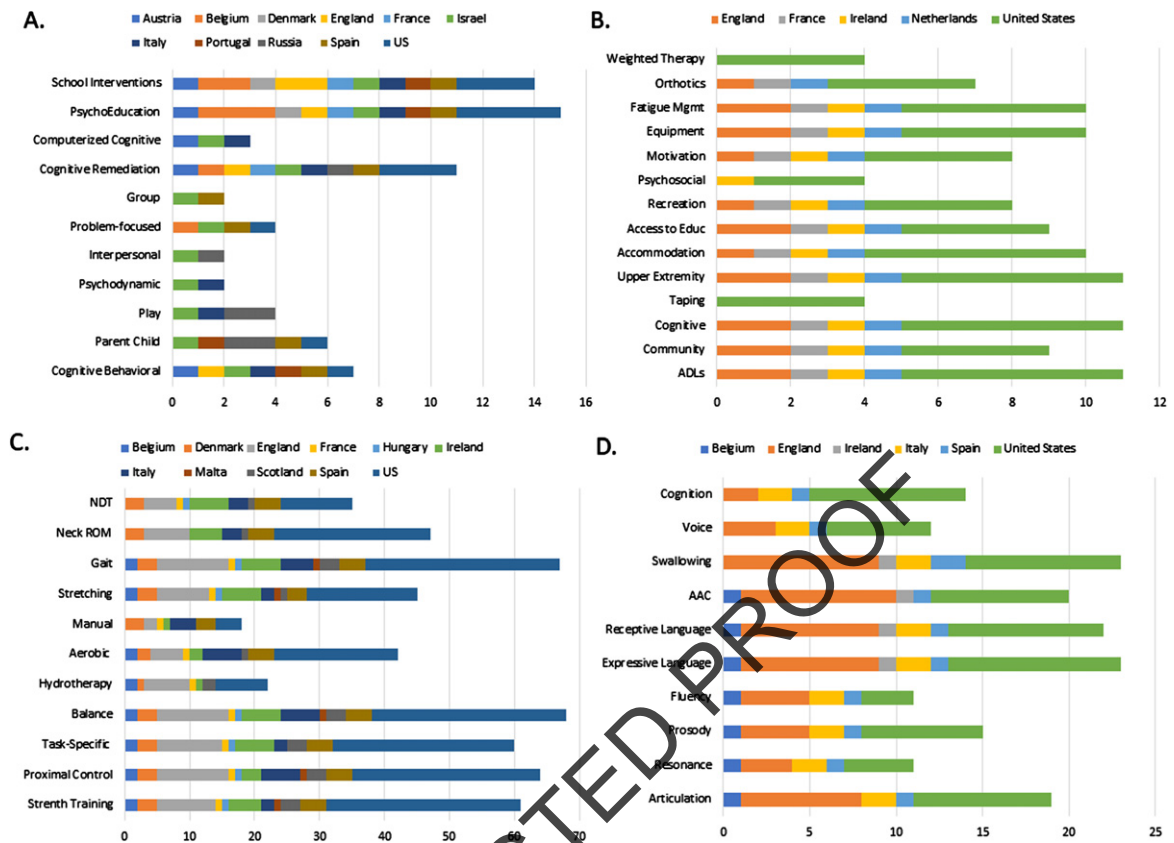 A.
Austria Belgium Denmark England France Israel
Italy Portugal Russia Spain US
School Interventions
PsychoEducation
Computerized Cognitive
Cognitive Remediation
Group
Problem-focused
Interpersonal
Psychodynamic
Play
Parent Child
Cognitive Behavioral
0 2 4 6 8 10 12 14 16
B.
England France Ireland Netherlands United States
Weighted Therapy
Orthotics
Fatigue Mgmt
Equipment
Motivation
Psychosocial
Recreation
Access to Educ
Accommodation
Upper Extremity
Taping
Cognitive
Community
ADLs
0 2 4 6 8 10 12
C.
Belgium Denmark England France Hungary Ireland
Italy Malta Scotland Spain US
NDT
Neck ROM
Gait
Stretching
Manual
Aerobic
Hydrotherapy
Balance
Task-Specific
Proximal Control
Strenth Training
0 10 20 30 40 50 60 70
D.
Belgium England Ireland Italy Spain United States
Cognition
Voice
Swallowing
AAC
Receptive Language
Expressive Language
Fluency
Prosody
Resonance
Articulation
0 5 10 15 20 25
STED PROOF